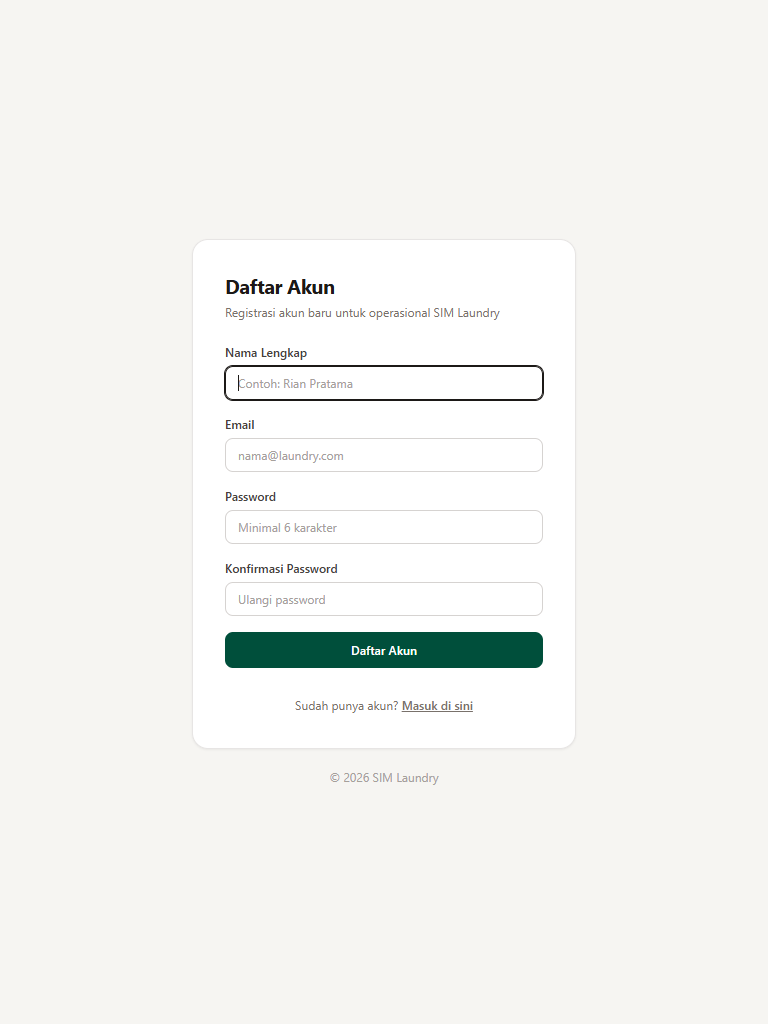 Daftar Akun
Registrasi akun baru untuk operasional SIM Laundry
Nama Lengkap
Contoh: Rian Pratama
Email
nama@laundry.com
Password
Minimal 6 karakter
Konfirmasi Password
Ulangi password
Daftar Akun
Sudah punya akun? Masuk di sini
© 2026 SIM Laundry